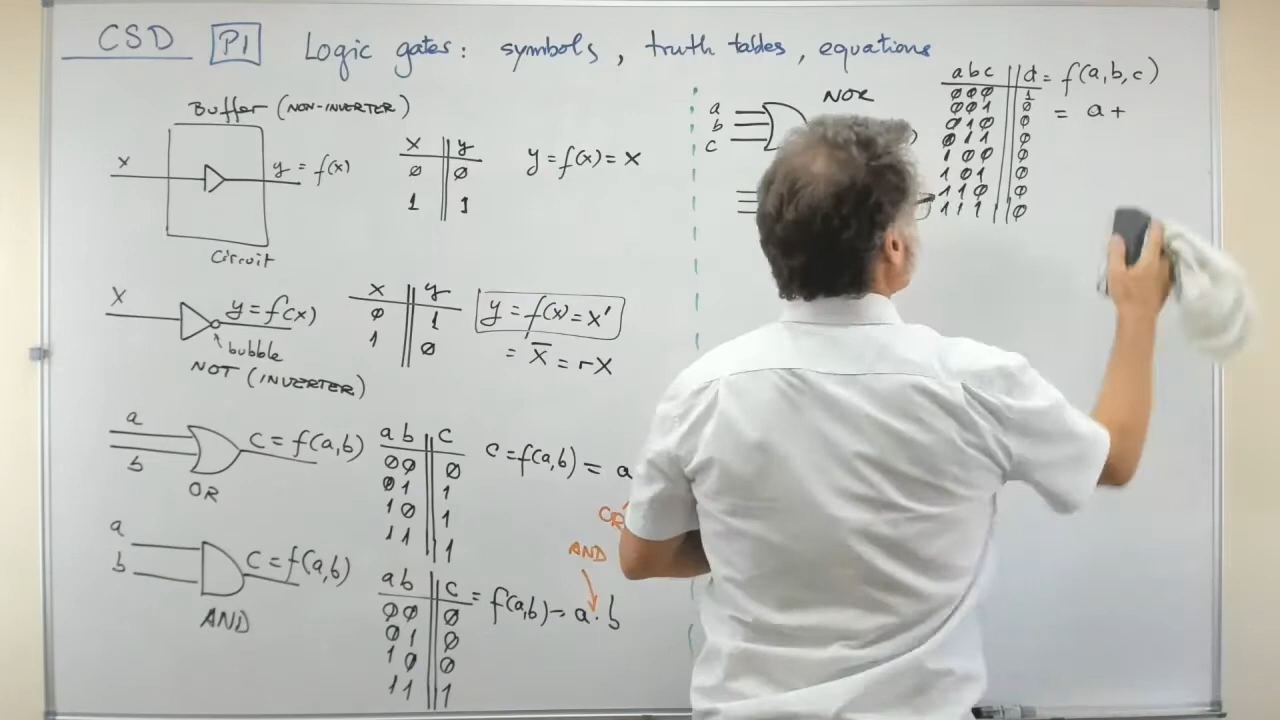 CSD P1 Logic gates: symbols, truth tables, equations
Buffer (NON-INVERTER)
x
y = f(x)
Circuit
x y
0 0
1 1
y = f(x) = x
X
y = f(x)
bubble
NOT (INVERTER)
x y
0 1
1 0
y = f(x) = x'
= x̄ = ¬X
a
b
c = f(a,b)
OR
a b c
0 0 0
0 1 1
1 0 1
1 1 1
c = f(a,b) = a
OR
a
b
c = f(a,b)
AND
AND
a b c = f(a,b) = a · b
0 0 0
0 1 0
1 0 0
1 1 1
NOR
a
b
c
a b c d = f(a,b,c)
0 0 0 1
0 0 1 0
0 1 0 0
0 1 1 0
1 0 0 0
1 0 1 0
1 1 0 0
1 1 1 0
= a +